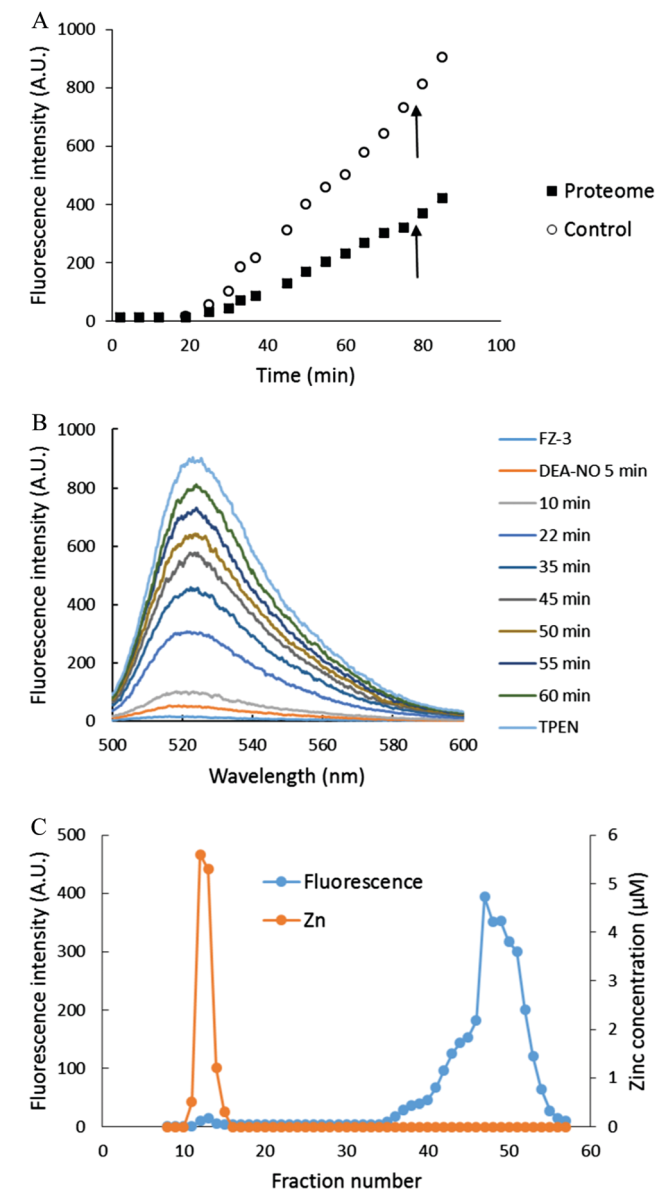 A
Fluorescence intensity (A.U.)
1000
800
600
400
200
0
0 20 40 60 80 100
Time (min)
Proteome
Control
B
Fluorescence intensity (A.U.)
1000
800
600
400
200
0
500 520 540 560 580 600
Wavelength (nm)
FZ-3
DEA-NO 5 min
10 min
22 min
35 min
45 min
50 min
55 min
60 min
TPEN
C
Fluorescence intensity (A.U.)
500
400
300
200
100
0
0 10 20 30 40 50 60
Fraction number
Fluorescence
Zn
6
5
4
3
2
1
0
Zinc concentration (μM)